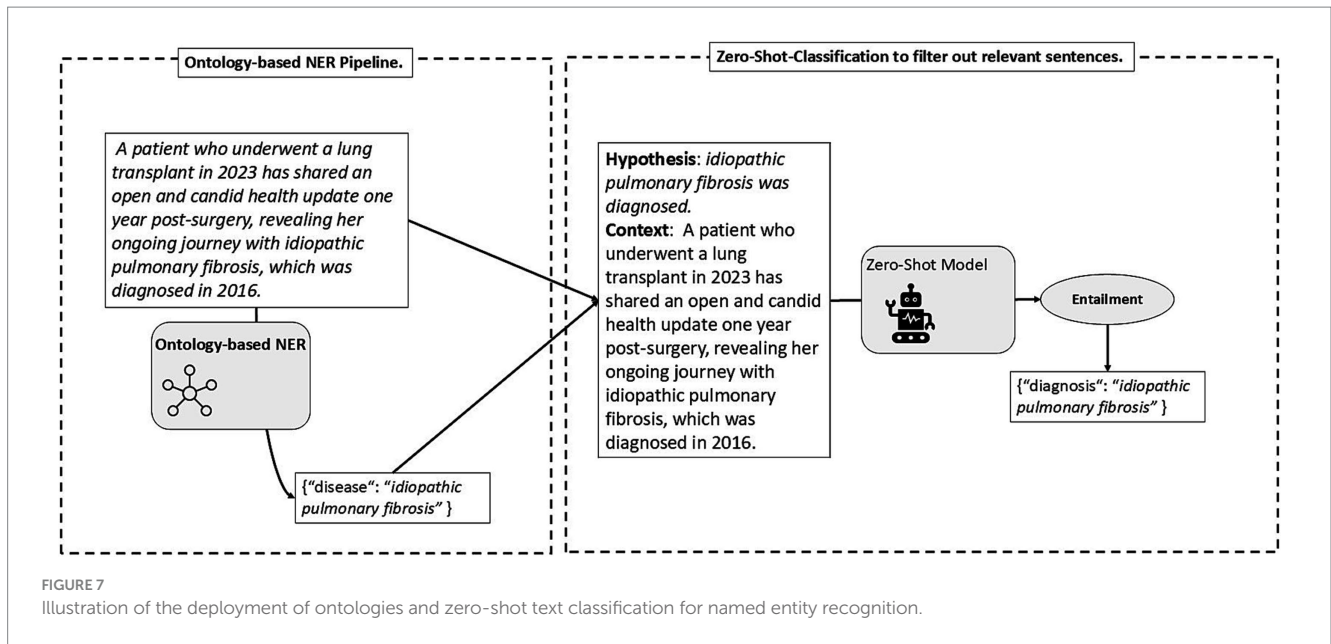 Ontology-based NER Pipeline.
A patient who underwent a lung
transplant in 2023 has shared an
open and candid health update one
year post-surgery, revealing her
ongoing journey with idiopathic
pulmonary fibrosis, which was
diagnosed in 2016.
Ontology-based NER
{“disease“: “idiopathic
pulmonary fibrosis” }
Zero-Shot-Classification to filter out relevant sentences.
Hypothesis: idiopathic
pulmonary fibrosis was
diagnosed.
Context: A patient who
underwent a lung
transplant in 2023 has
shared an open and candid
health update one year
post-surgery, revealing her
ongoing journey with
idiopathic pulmonary
fibrosis, which was
diagnosed in 2016.
Zero-Shot Model
Entailment
{“diagnosis“: “idiopathic
pulmonary fibrosis” }
FIGURE 7
Illustration of the deployment of ontologies and zero-shot text classification for named entity recognition.